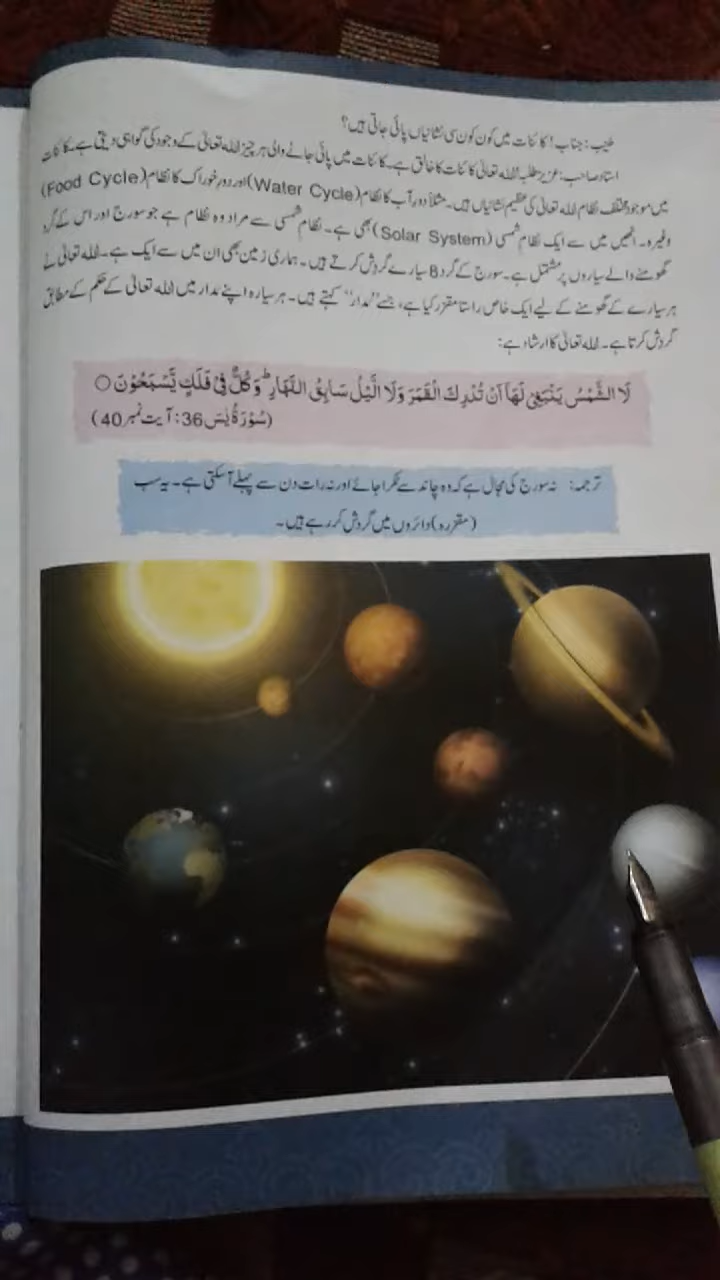 طیب: جناب! کائنات میں کون کون سی نشانیاں پائی جاتی ہیں؟
استاد صاحب: عزیز طلبہ! اللہ تعالیٰ کائنات کا خالق ہے۔ کائنات میں پائی جانے والی ہر چیز اللہ تعالیٰ کے وجود کی گواہی دیتی ہے۔ کائنات
میں موجود مختلف نظام اللہ تعالیٰ کی عظیم نشانیاں ہیں۔ مثلاً دورِ آب کا نظام (Water Cycle) اور دورِ خوراک کا نظام (Food Cycle)
وغیرہ۔ انھیں میں سے ایک نظامِ شمسی (Solar System) بھی ہے۔ نظامِ شمسی سے مراد وہ نظام ہے جو سورج اور اس کے گرد
گھومنے والے سیاروں پر مشتمل ہے۔ سورج کے گرد 8 سیارے گردش کرتے ہیں۔ ہماری زمین بھی ان میں سے ایک ہے۔ اللہ تعالیٰ نے
ہر سیارے کے گھومنے کے لیے ایک خاص راستا مقرر کیا ہے، جسے "مدار" کہتے ہیں۔ ہر سیارہ اپنے مدار میں اللہ تعالیٰ کے حکم کے مطابق
گردش کرتا ہے۔ اللہ تعالیٰ کا ارشاد ہے:
لَا الشَّمْسُ يَنْۢبَغِيْ لَهَآ اَنْ تُدْرِكَ الْقَمَرَ وَلَا الَّيْلُ سَابِقُ النَّهَارِ ؕ وَكُلٌّ فِيْ فَلَكٍ يَّسْبَحُوْنَ ○
(سُوْرَةُ يٰسٓ 36: آیت نمبر 40)
ترجمہ: نہ سورج کی مجال ہے کہ وہ چاند سے ٹکرا جائے اور نہ رات دن سے پہلے آ سکتی ہے۔ یہ سب
(مقررہ) دائروں میں گردش کر رہے ہیں۔